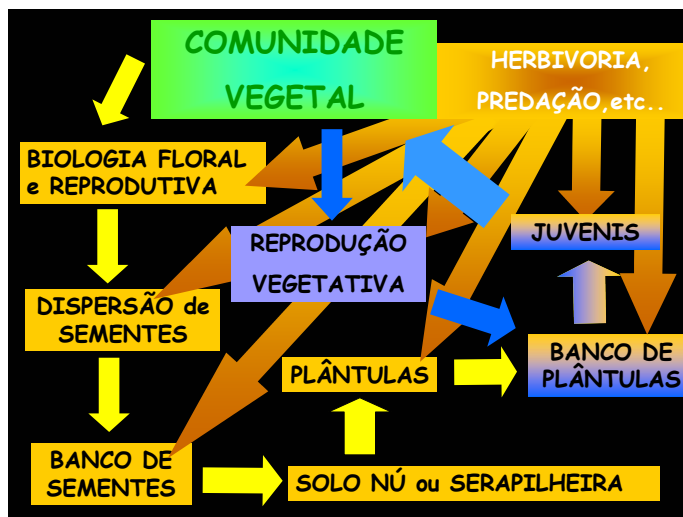 COMUNIDADE
VEGETAL
HERBIVORIA,
PREDAÇÃO,etc..
BIOLOGIA FLORAL
e REPRODUTIVA
REPRODUÇÃO
VEGETATIVA
JUVENIS
DISPERSÃO de
SEMENTES
PLÂNTULAS
BANCO DE
PLÂNTULAS
BANCO DE
SEMENTES
SOLO NÚ ou SERAPILHEIRA